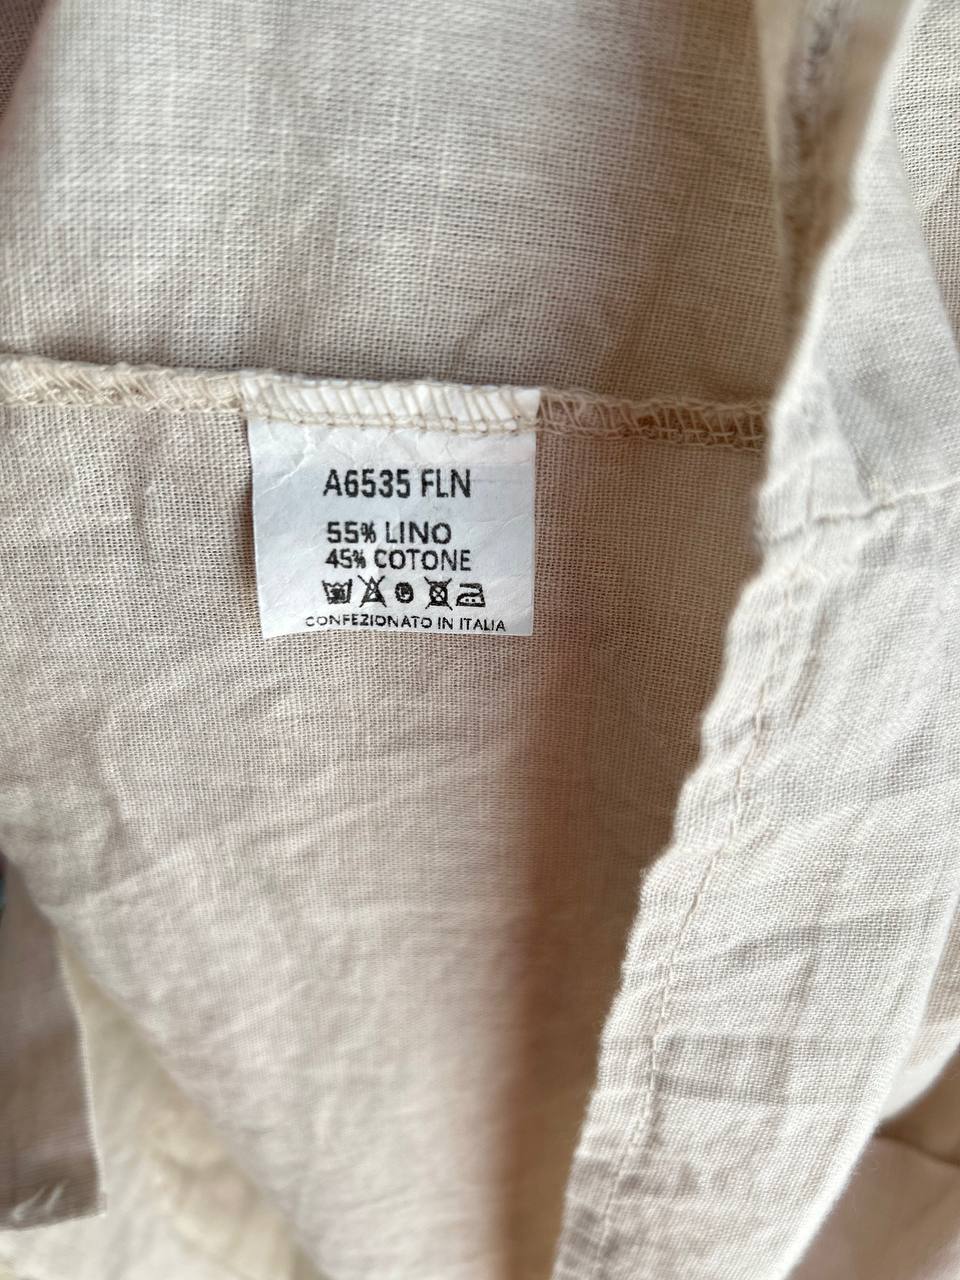 A6535 FLN
55% LINO
45% COTONE
CONFEZIONATO IN ITALIA